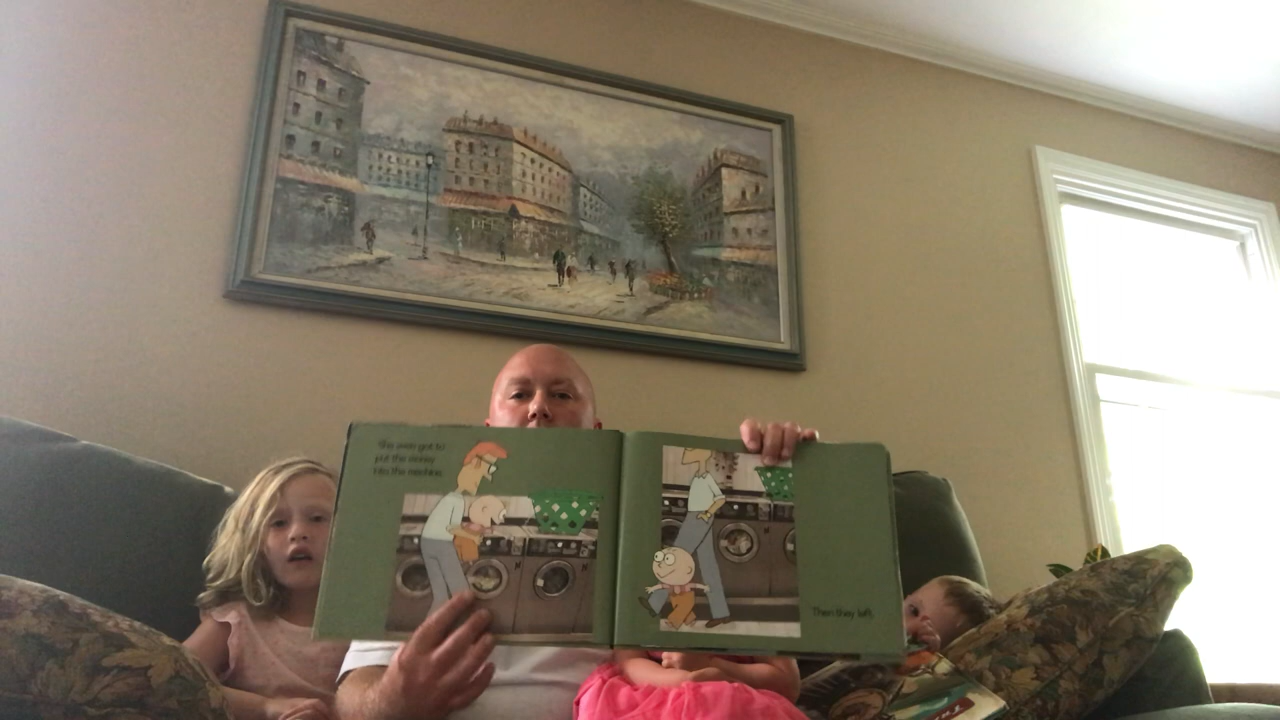 She even got to
put the money
into the machine.
Then they left.